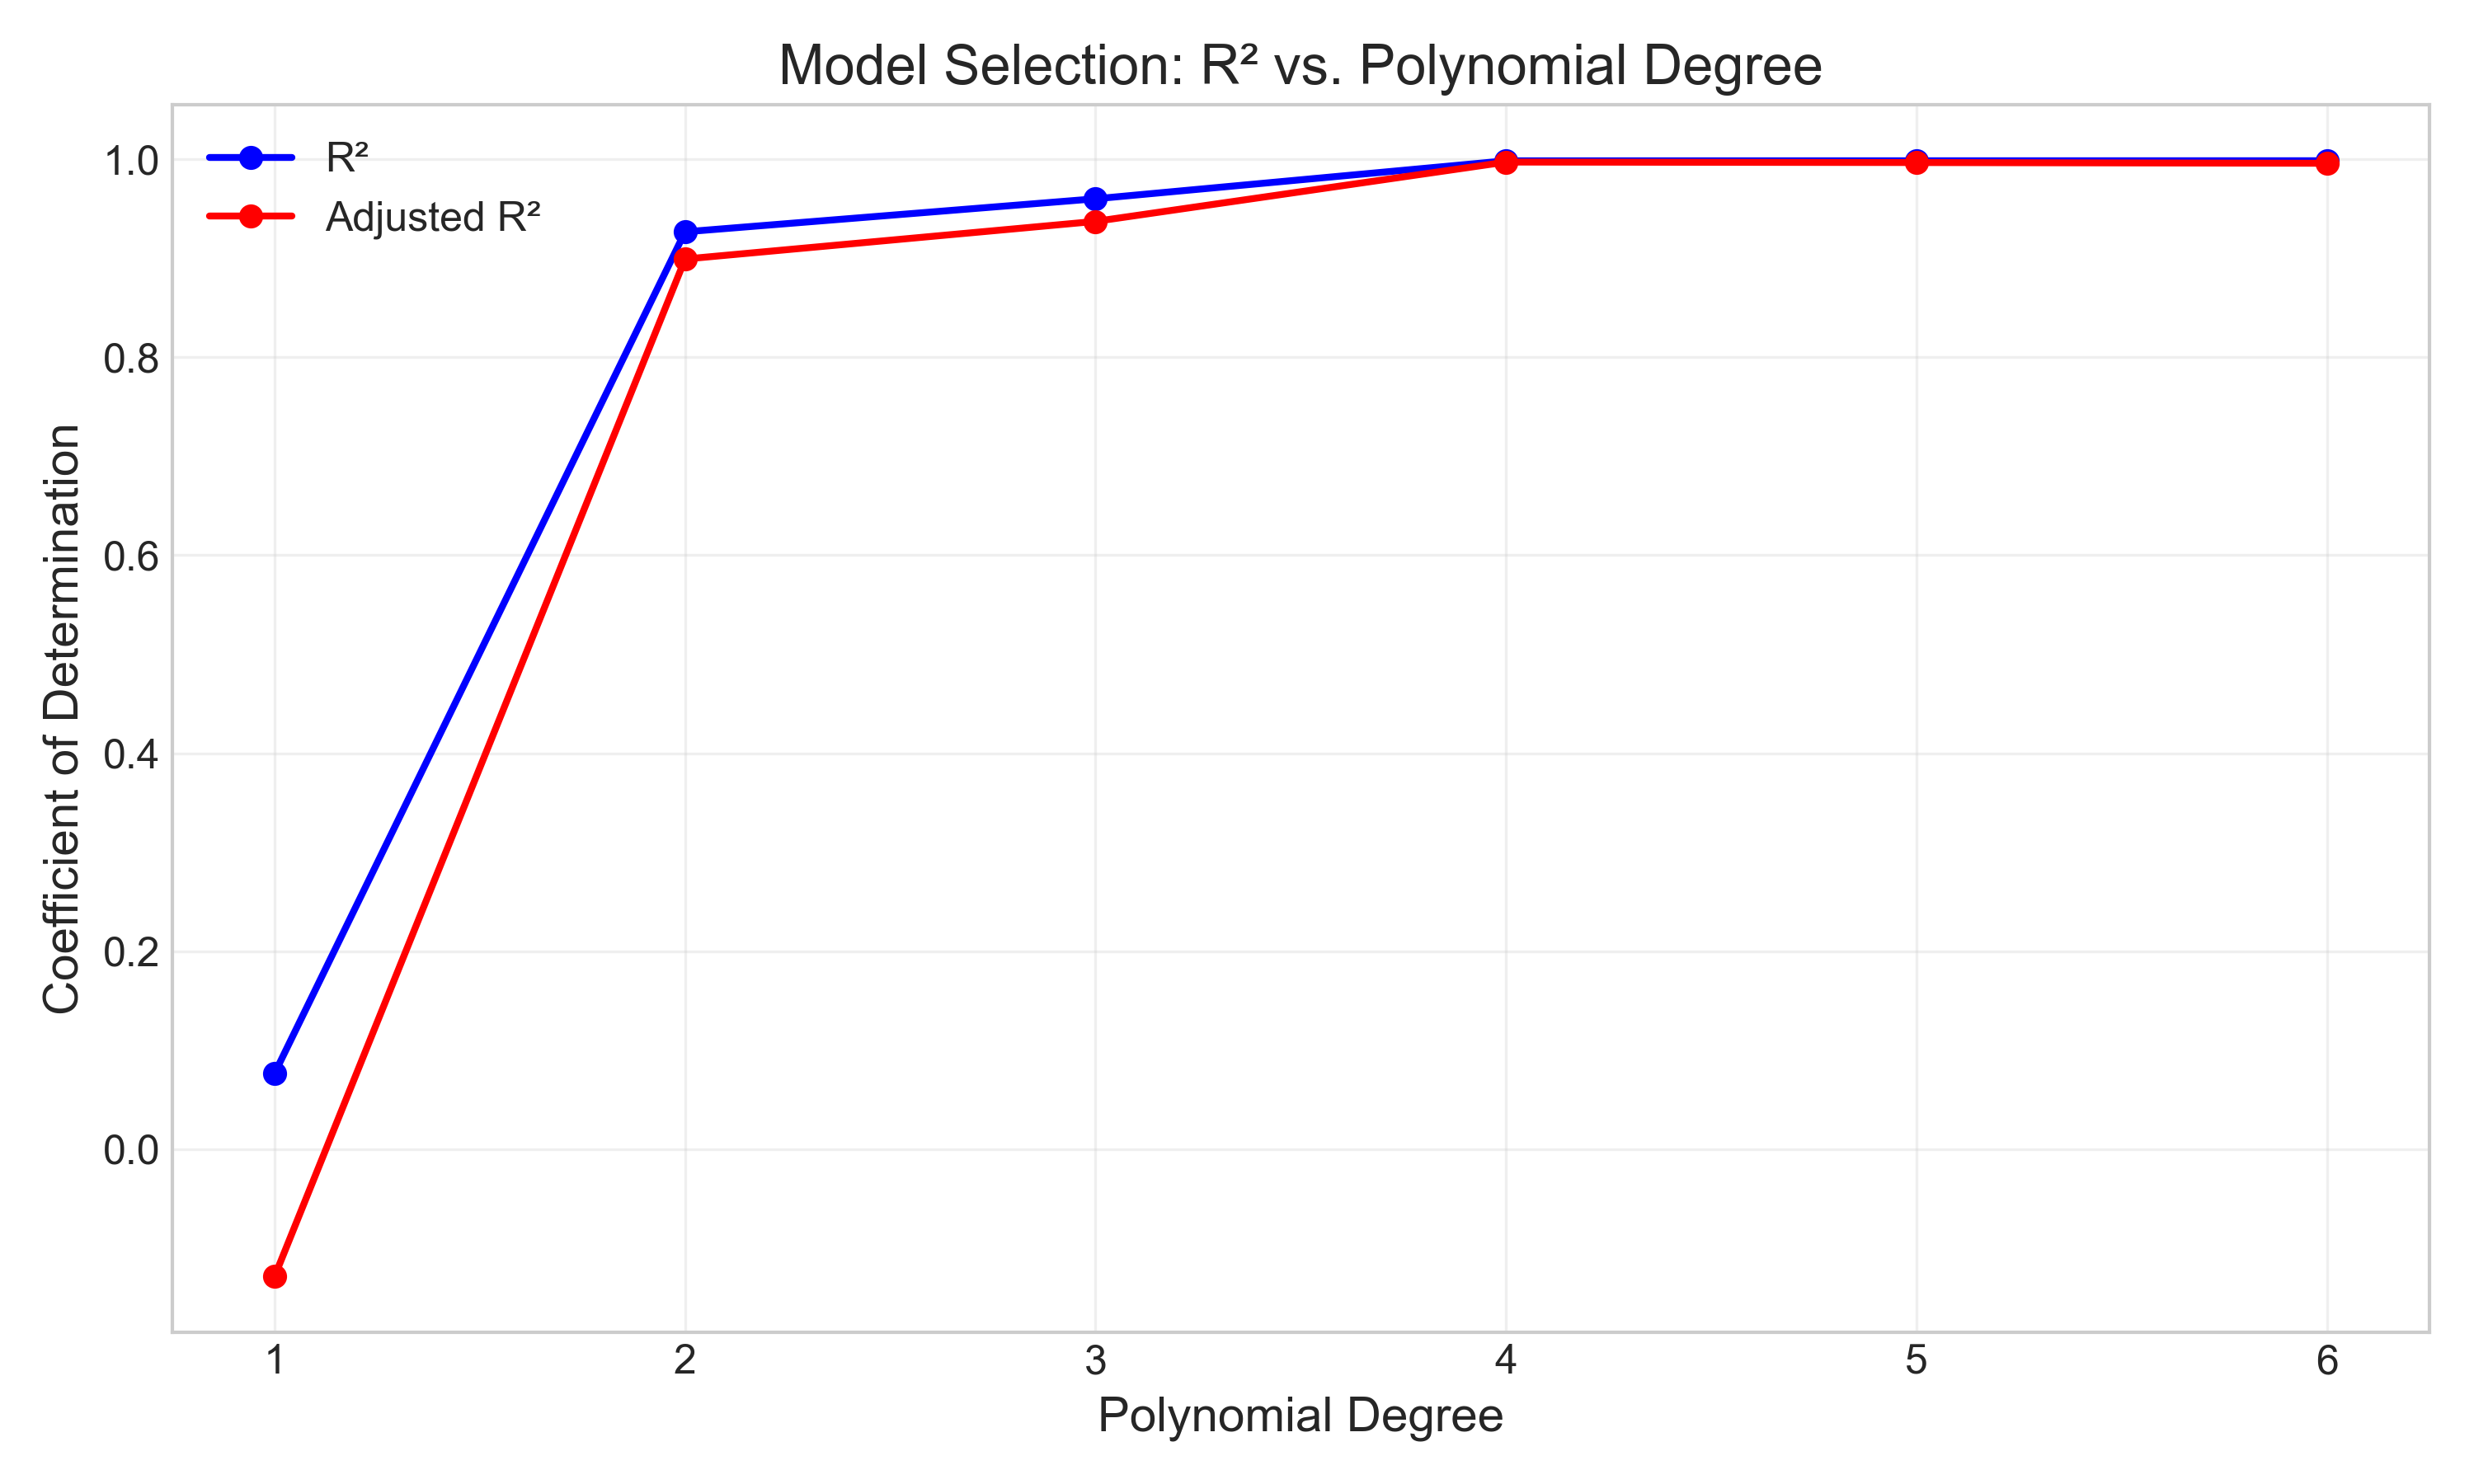 Model Selection: R² vs. Polynomial Degree
R²
Adjusted R²
Coefficient of Determination
1.0
0.8
0.6
0.4
0.2
0.0
1 2 3 4 5 6
Polynomial Degree